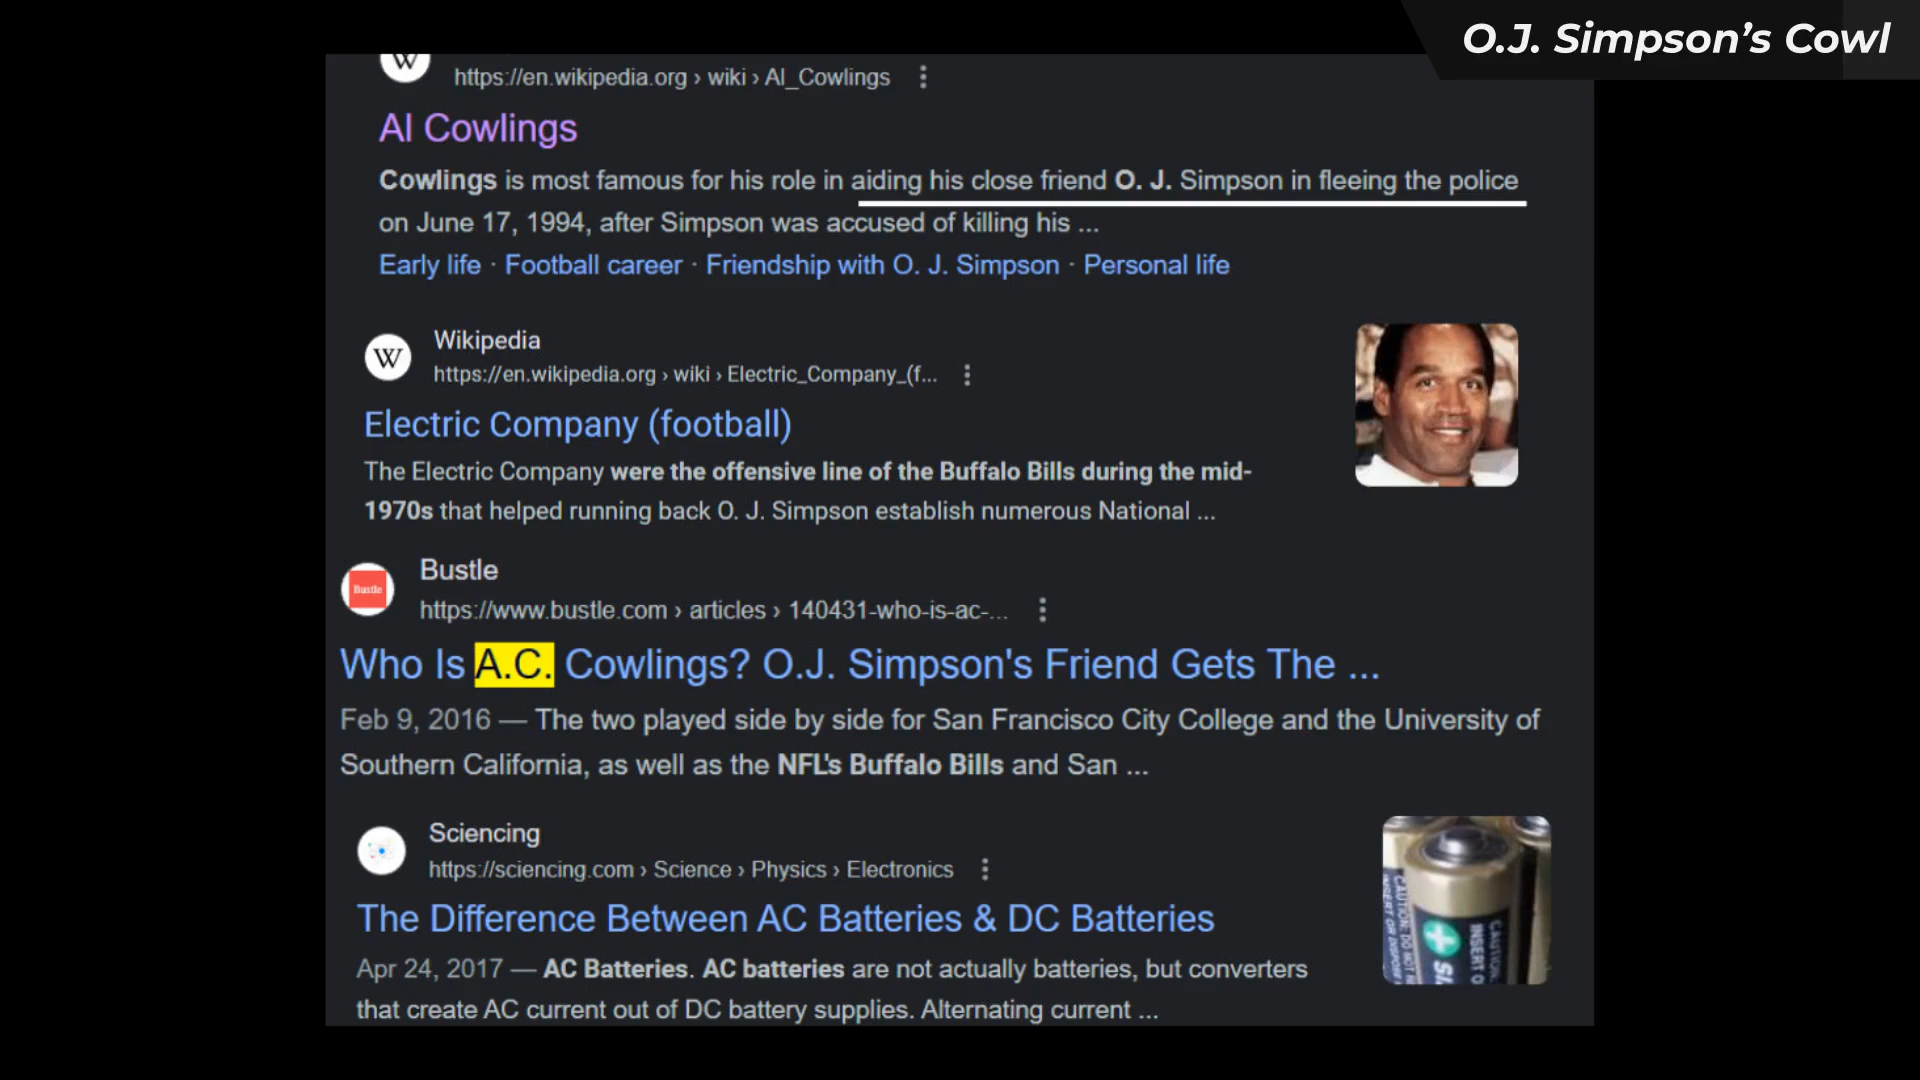 O.J. Simpson's Cowl
W
https://en.wikipedia.org › wiki › Al_Cowlings
Al Cowlings
Cowlings is most famous for his role in aiding his close friend O. J. Simpson in fleeing the police
on June 17, 1994, after Simpson was accused of killing his ...
Early life · Football career · Friendship with O. J. Simpson · Personal life
W
Wikipedia
https://en.wikipedia.org › wiki › Electric_Company_(f...
Electric Company (football)
The Electric Company were the offensive line of the Buffalo Bills during the mid-
1970s that helped running back O. J. Simpson establish numerous National ...
Bustle
Bustle
https://www.bustle.com › articles › 140431-who-is-ac-...
Who Is A.C. Cowlings? O.J. Simpson's Friend Gets The ...
Feb 9, 2016 — The two played side by side for San Francisco City College and the University of
Southern California, as well as the NFL's Buffalo Bills and San ...
Sciencing
https://sciencing.com › Science › Physics › Electronics
The Difference Between AC Batteries & DC Batteries
Apr 24, 2017 — AC Batteries. AC batteries are not actually batteries, but converters
that create AC current out of DC battery supplies. Alternating current ...
INSERT